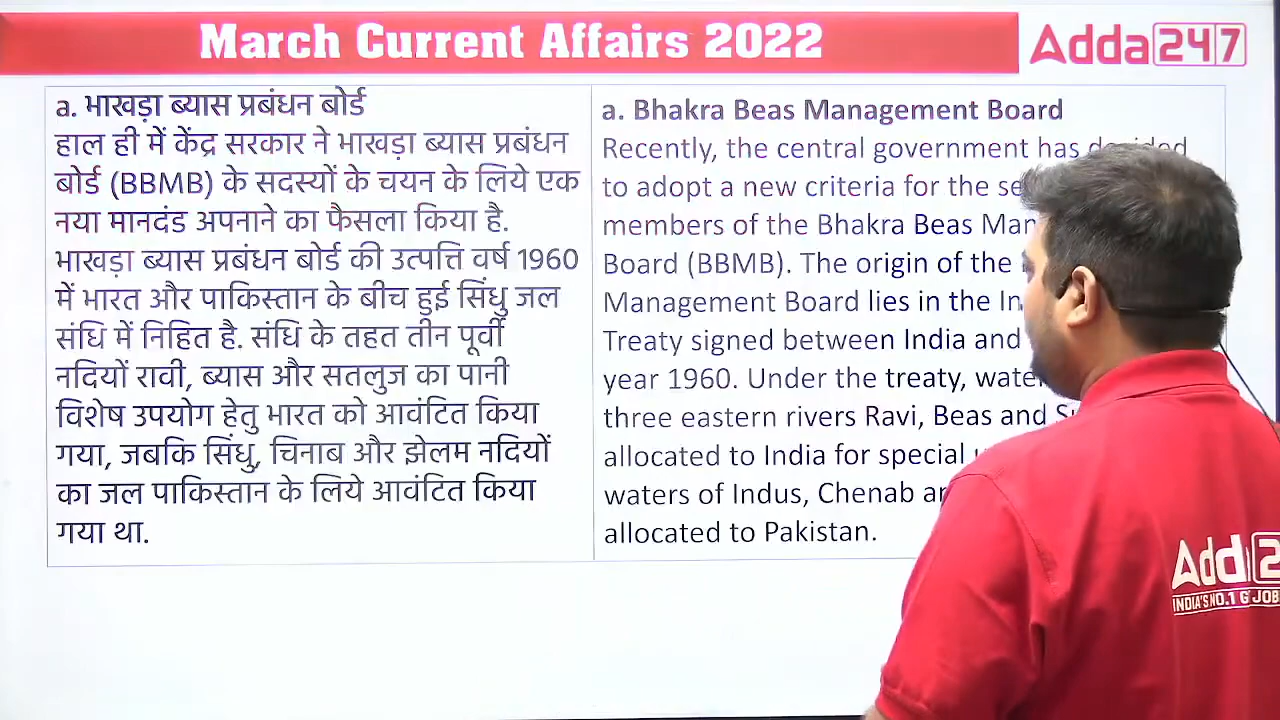 March Current Affairs 2022
Adda247
a. भाखड़ा ब्यास प्रबंधन बोर्ड
हाल ही में केंद्र सरकार ने भाखड़ा ब्यास प्रबंधन
बोर्ड (BBMB) के सदस्यों के चयन के लिये एक
नया मानदंड अपनाने का फैसला किया है.
भाखड़ा ब्यास प्रबंधन बोर्ड की उत्पत्ति वर्ष 1960
में भारत और पाकिस्तान के बीच हुई सिंधु जल
संधि में निहित है. संधि के तहत तीन पूर्वी
नदियों रावी, ब्यास और सतलुज का पानी
विशेष उपयोग हेतु भारत को आवंटित किया
गया, जबकि सिंधु, चिनाब और झेलम नदियों
का जल पाकिस्तान के लिये आवंटित किया
गया था.
a. Bhakra Beas Management Board
Recently, the central government has decided
to adopt a new criteria for the
members of the Bhakra Beas
Board (BBMB). The origin of the
Management Board lies in the
Treaty signed between India and
year 1960. Under the treaty,
three eastern rivers Ravi, Beas and
allocated to India for special
waters of Indus, Chenab
allocated to Pakistan.
INDIA'S NO.1 G JOB